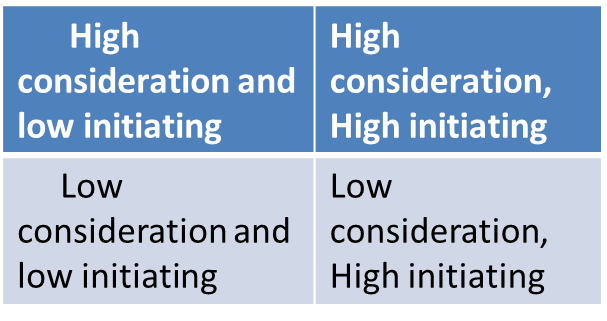 High
consideration and
low initiating
High
consideration,
High initiating
Low
consideration and
low initiating
Low
consideration,
High initiating